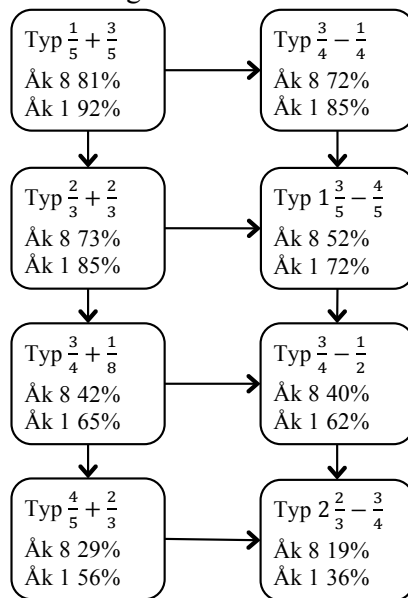 Typ 1/5 + 3/5
Åk 8 81%
Åk 1 92%
Typ 3/4 − 1/4
Åk 8 72%
Åk 1 85%
Typ 2/3 + 2/3
Åk 8 73%
Åk 1 85%
Typ 1 3/5 − 4/5
Åk 8 52%
Åk 1 72%
Typ 3/4 + 1/8
Åk 8 42%
Åk 1 65%
Typ 3/4 − 1/2
Åk 8 40%
Åk 1 62%
Typ 4/5 + 2/3
Åk 8 29%
Åk 1 56%
Typ 2 2/3 − 3/4
Åk 8 19%
Åk 1 36%